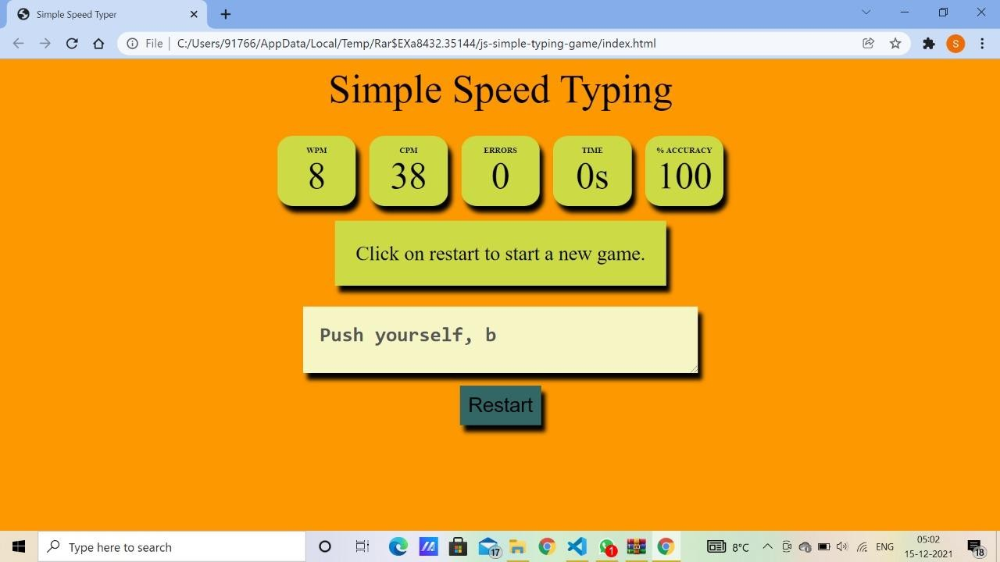 Simple Speed Typer
File
C:/Users/91766/AppData/Local/Temp/Rar$EXa8432.35144/js-simple-typing-game/index.html
S
Simple Speed Typing
WPM CPM ERRORS TIME % ACCURACY
8 38 0 0s 100
Click on restart to start a new game.
Push yourself, b
Restart
Type here to search
17
1
8°C
ENG
05:02
15-12-2021
18